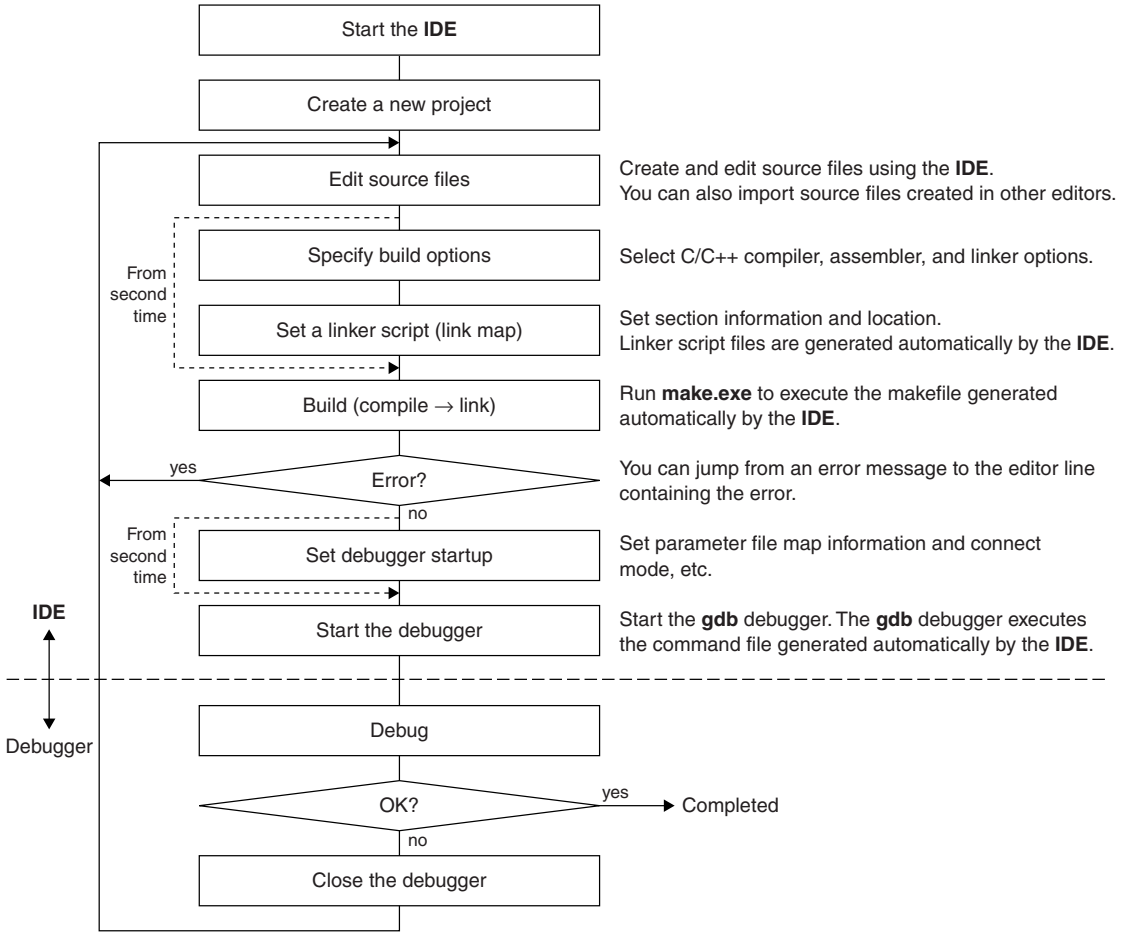 Start the IDE
Create a new project
Edit source files
Create and edit source files using the IDE.
You can also import source files created in other editors.
From
second
time
Specify build options
Select C/C++ compiler, assembler, and linker options.
Set a linker script (link map)
Set section information and location.
Linker script files are generated automatically by the IDE.
Build (compile → link)
Run make.exe to execute the makefile generated
automatically by the IDE.
yes
Error?
You can jump from an error message to the editor line
containing the error.
no
From
second
time
Set debugger startup
Set parameter file map information and connect
mode, etc.
IDE
Start the debugger
Start the gdb debugger. The gdb debugger executes
the command file generated automatically by the IDE.
Debugger
Debug
OK?
yes
Completed
no
Close the debugger